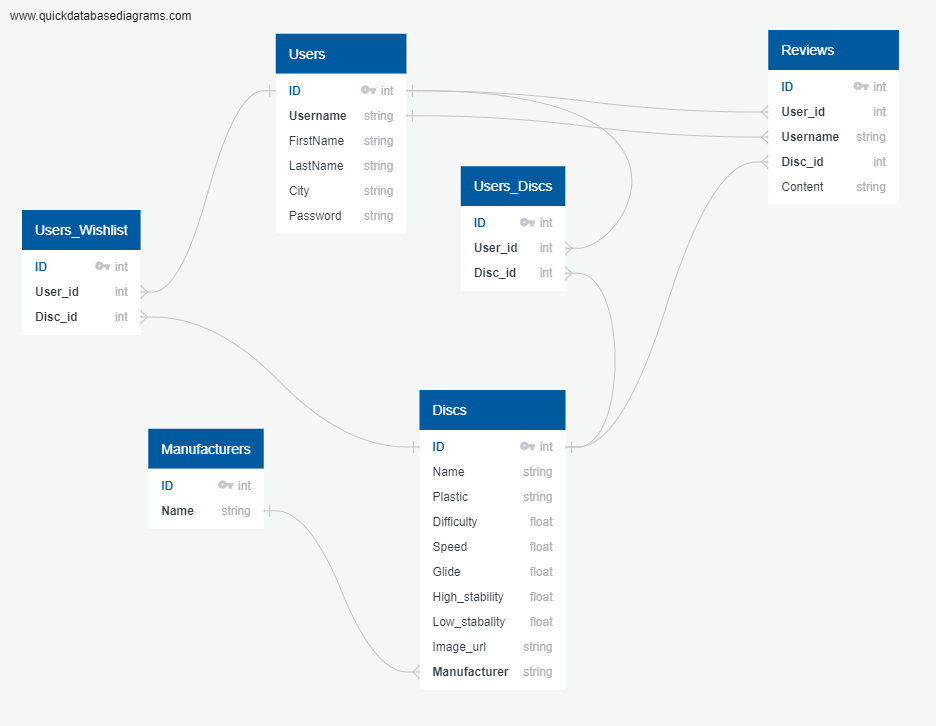 www.quickdatabasediagrams.com
Users
ID int
Username string
FirstName string
LastName string
City string
Password string
Reviews
ID int
User_id int
Username string
Disc_id int
Content string
Users_Discs
ID int
User_id int
Disc_id int
Users_Wishlist
ID int
User_id int
Disc_id int
Discs
ID int
Name string
Plastic string
Difficulty float
Speed float
Glide float
High_stability float
Low_stabality float
Image_url string
Manufacturer string
Manufacturers
ID int
Name string